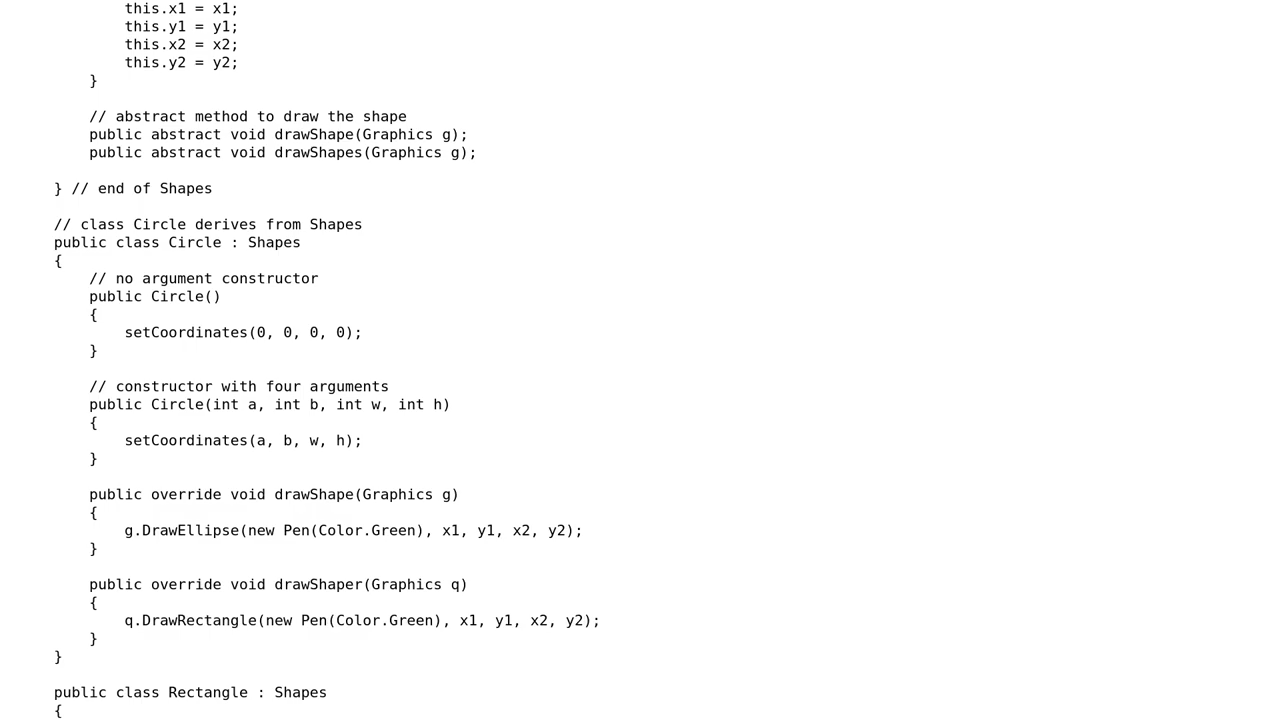 this.x1 = x1;
this.y1 = y1;
this.x2 = x2;
this.y2 = y2;
}
// abstract method to draw the shape
public abstract void drawShape(Graphics g);
public abstract void drawShapes(Graphics g);
} // end of Shapes
// class Circle derives from Shapes
public class Circle : Shapes
{
// no argument constructor
public Circle()
{
setCoordinates(0, 0, 0, 0);
}
// constructor with four arguments
public Circle(int a, int b, int w, int h)
{
setCoordinates(a, b, w, h);
}
public override void drawShape(Graphics g)
{
g.DrawEllipse(new Pen(Color.Green), x1, y1, x2, y2);
}
public override void drawShaper(Graphics q)
{
q.DrawRectangle(new Pen(Color.Green), x1, y1, x2, y2);
}
}
public class Rectangle : Shapes
{